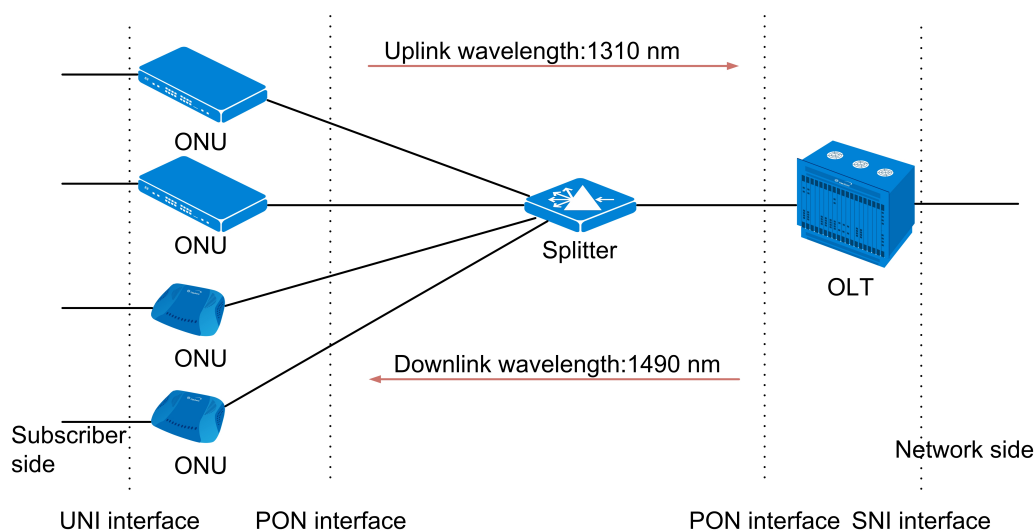 Uplink wavelength:1310 nm
ONU
ONU
Splitter
OLT
ONU
Downlink wavelength:1490 nm
Subscriber
side
ONU
Network side
UNI interface
PON interface
PON interface
SNI interface